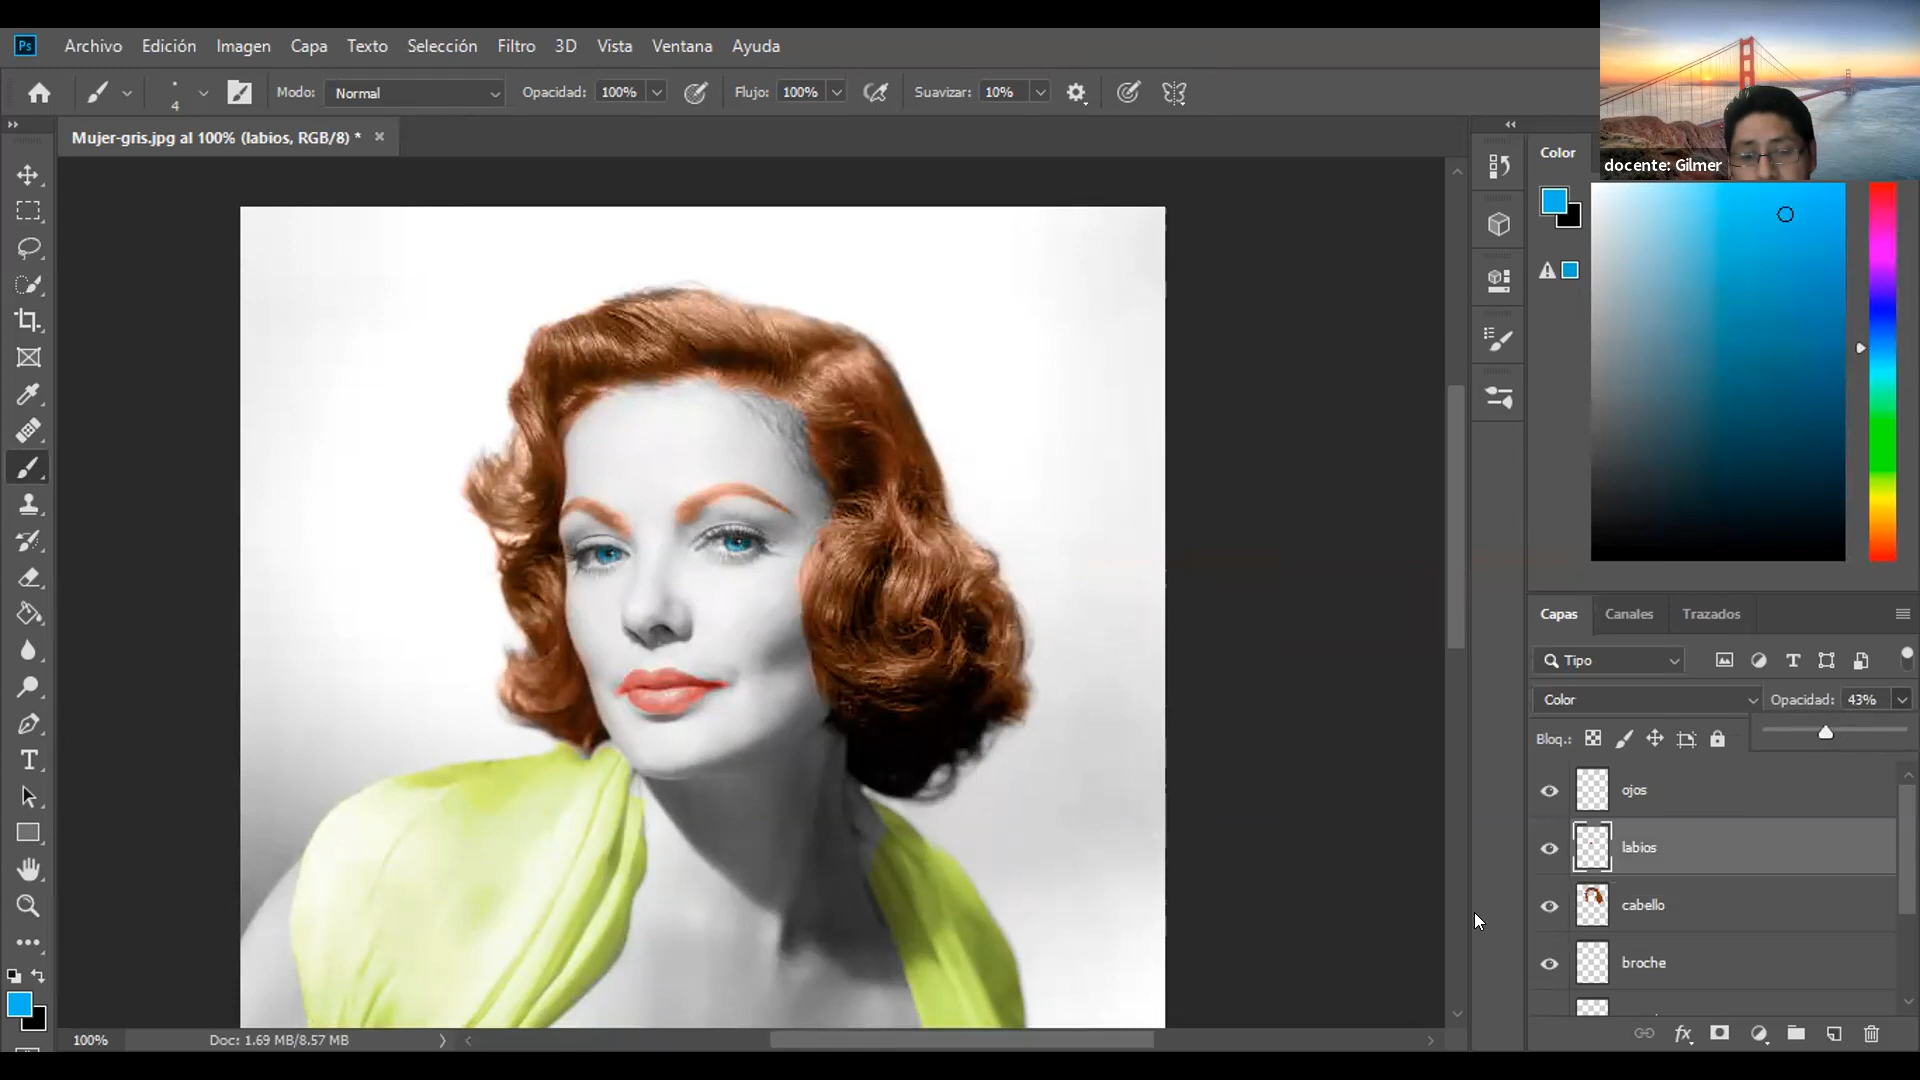 Ps Archivo Edición Imagen Capa Texto Selección Filtro 3D Vista Ventana Ayuda
4 Modo: Normal Opacidad: 100% Flujo: 100% Suavizar: 10%
Mujer-gris.jpg al 100% (labios, RGB/8) *
Color
docente: Gilmer
Capas Canales Trazados
Tipo
Color Opacidad: 43%
Bloq.:
ojos
labios
cabello
broche
100% Doc: 1.69 MB/8.57 MB